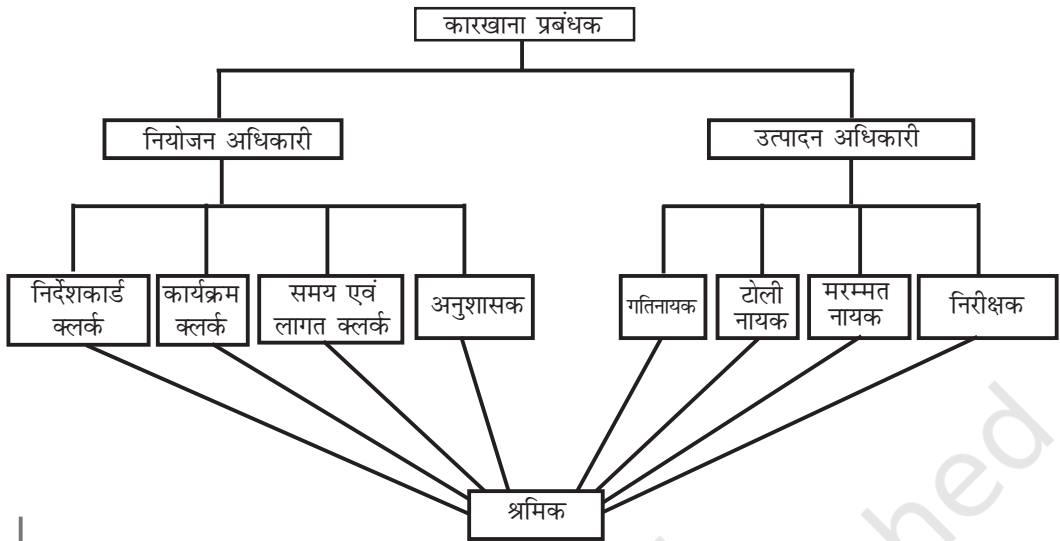 कारखाना प्रबंधक
नियोजन अधिकारी
उत्पादन अधिकारी
निर्देशकार्ड
क्लर्क
कार्यक्रम
क्लर्क
समय एवं
लागत क्लर्क
अनुशासक
गतिनायक
टोली
नायक
मरम्मत
नायक
निरीक्षक
श्रमिक